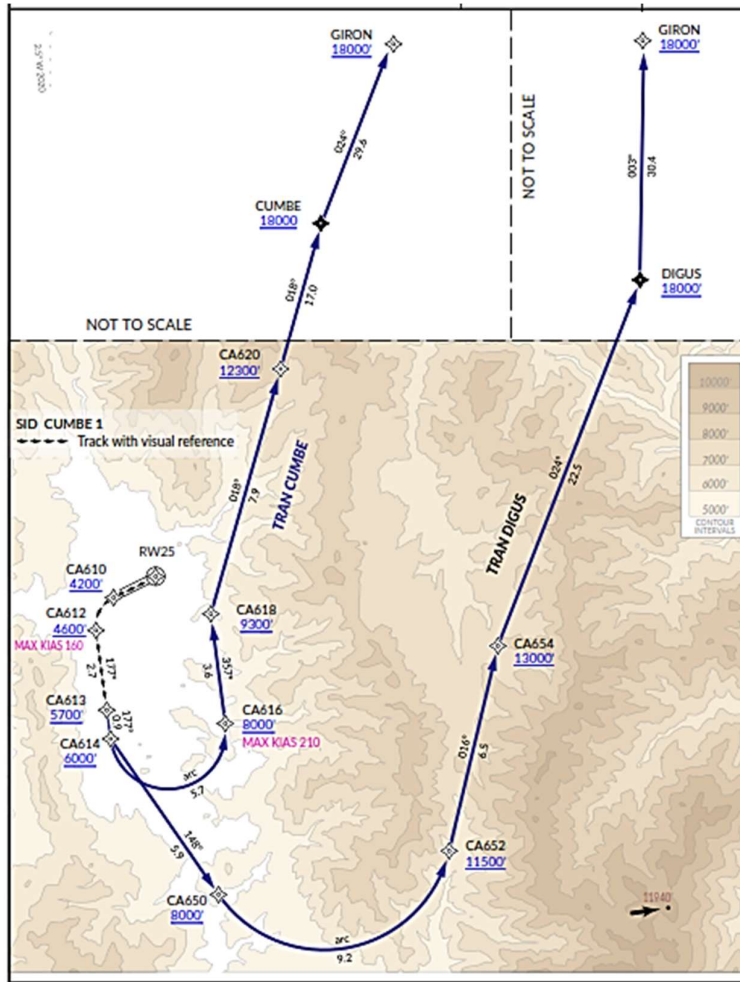 GIRON
18000'
GIRON
18000'
2.5°W 2020
024°
29.6
NOT TO SCALE
003°
30.4
CUMBE
18000
DIGUS
18000'
018°
17.0
NOT TO SCALE
CA620
12300'
10000'
9000'
8000'
7000'
6000'
5000'
CONTOUR
INTERVALS
SID CUMBE 1
Track with visual reference
TRAN CUMBE
018°
7.9
024°
22.5
TRAN DIGUS
RW25
CA610
4200'
CA612
4600'
MAX KIAS 160
CA618
9300'
177°
2.7
357°
3.6
CA654
13000'
CA613
5700'
177°
0.9
CA614
6000'
CA616
8000'
MAX KIAS 210
016°
6.5
arc
5.7
148°
5.9
CA652
11500'
CA650
8000'
11940'
arc
9.2